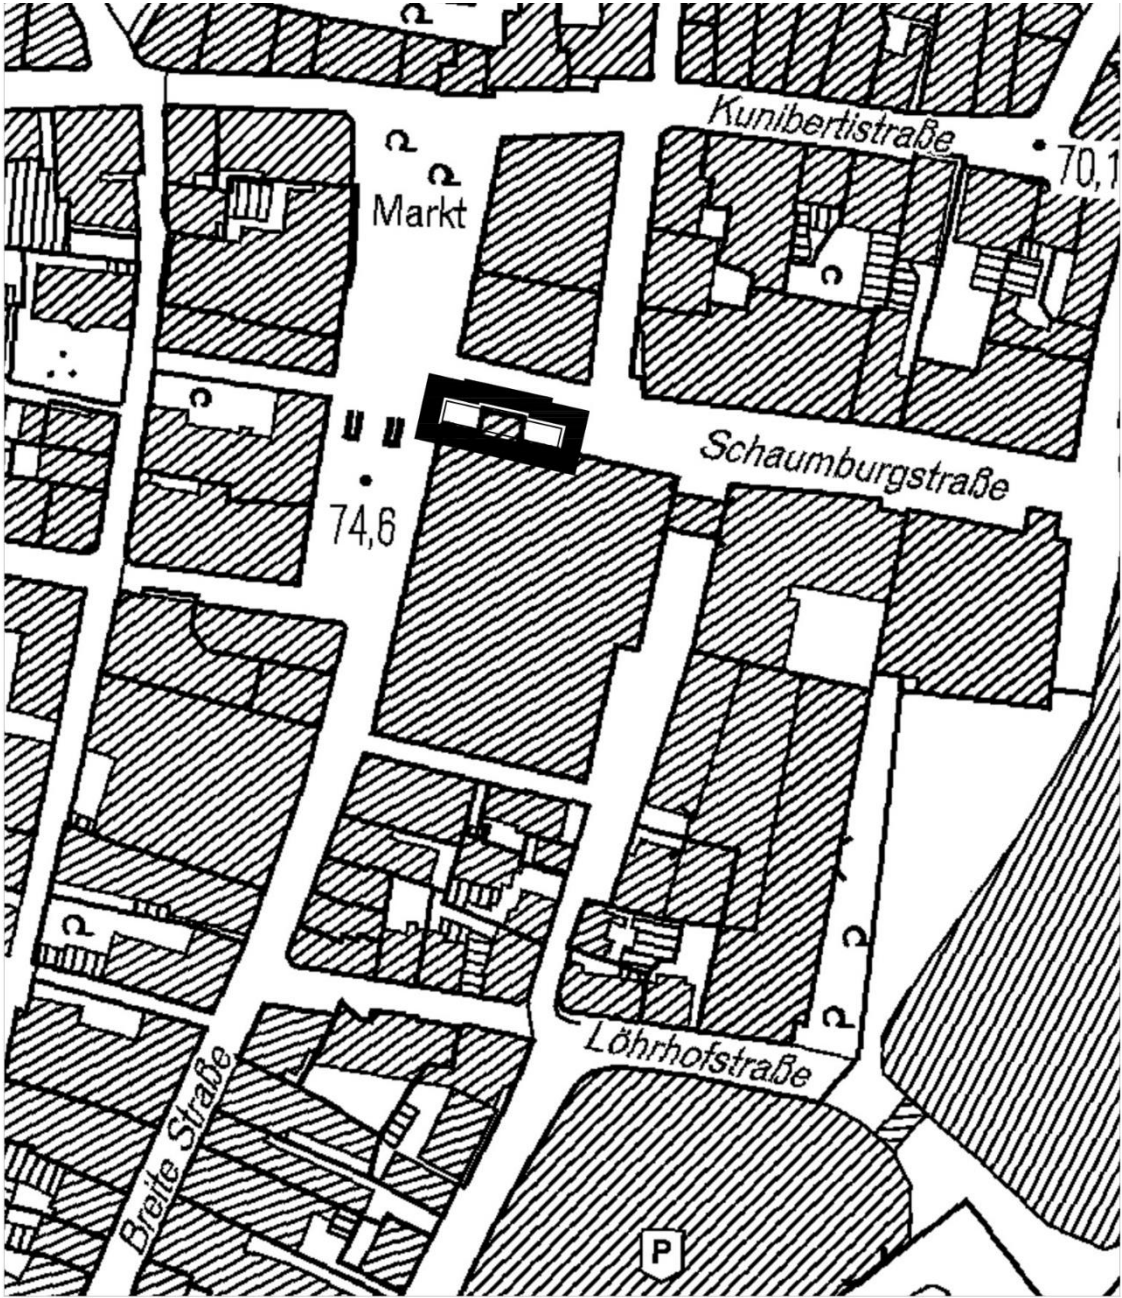 Kunibertistraße
70,1
Markt
Schaumburgstraße
74,6
Löhrhofstraße
Breite Straße
P